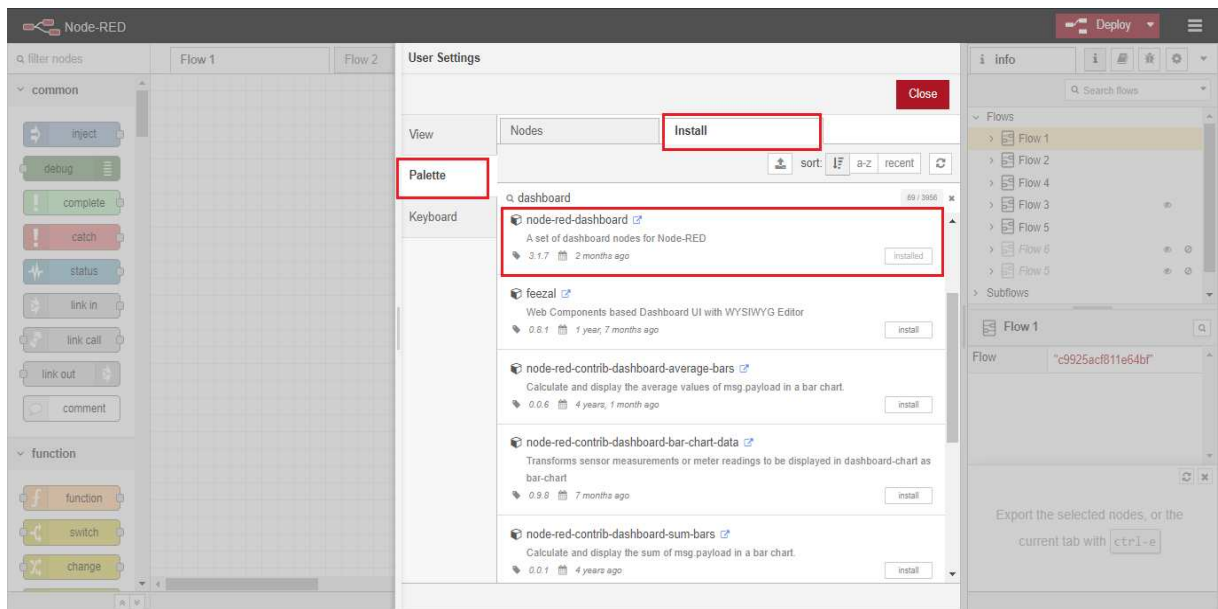 Node-RED
Deploy
filter nodes
Flow 1
Flow 2
User Settings
Close
info
Search flows
common
inject
debug
complete
catch
status
link in
link call
link out
comment
function
function
switch
change
View
Palette
Keyboard
Nodes
Install
sort:
a-z
recent
dashboard
69 / 3956
node-red-dashboard
A set of dashboard nodes for Node-RED
3.1.7 2 months ago
installed
feezal
Web Components based Dashboard UI with WYSIWYG Editor
0.8.1 1 year, 7 months ago
install
node-red-contrib-dashboard-average-bars
Calculate and display the average values of msg.payload in a bar chart.
0.0.6 4 years, 1 month ago
install
node-red-contrib-dashboard-bar-chart-data
Transforms sensor measurements or meter readings to be displayed in dashboard-chart as
bar-chart
0.9.8 7 months ago
install
node-red-contrib-dashboard-sum-bars
Calculate and display the sum of msg.payload in a bar chart.
0.0.1 4 years ago
install
Flows
Flow 1
Flow 2
Flow 4
Flow 3
Flow 5
Flow 6
Flow 5
Subflows
Flow 1
Flow "c9925acf811e64bf"
Export the selected nodes, or the
current tab with ctrl-e